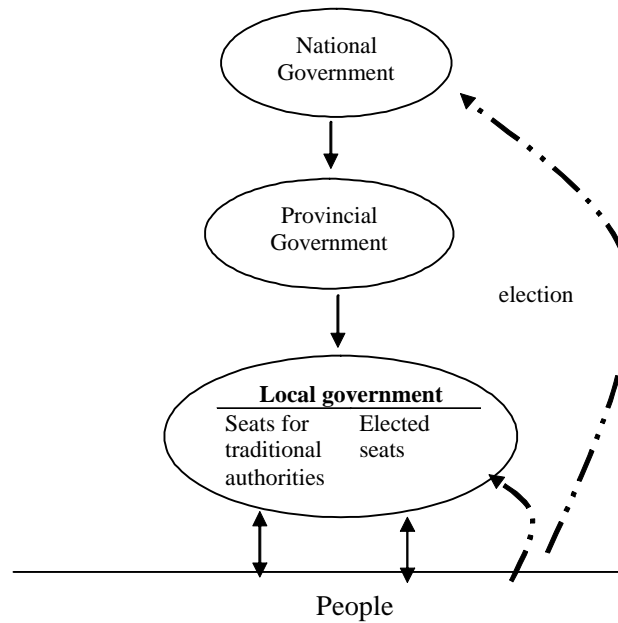 National
Government
Provincial
Government
election
Local government
Seats for
traditional
authorities
Elected
seats
People